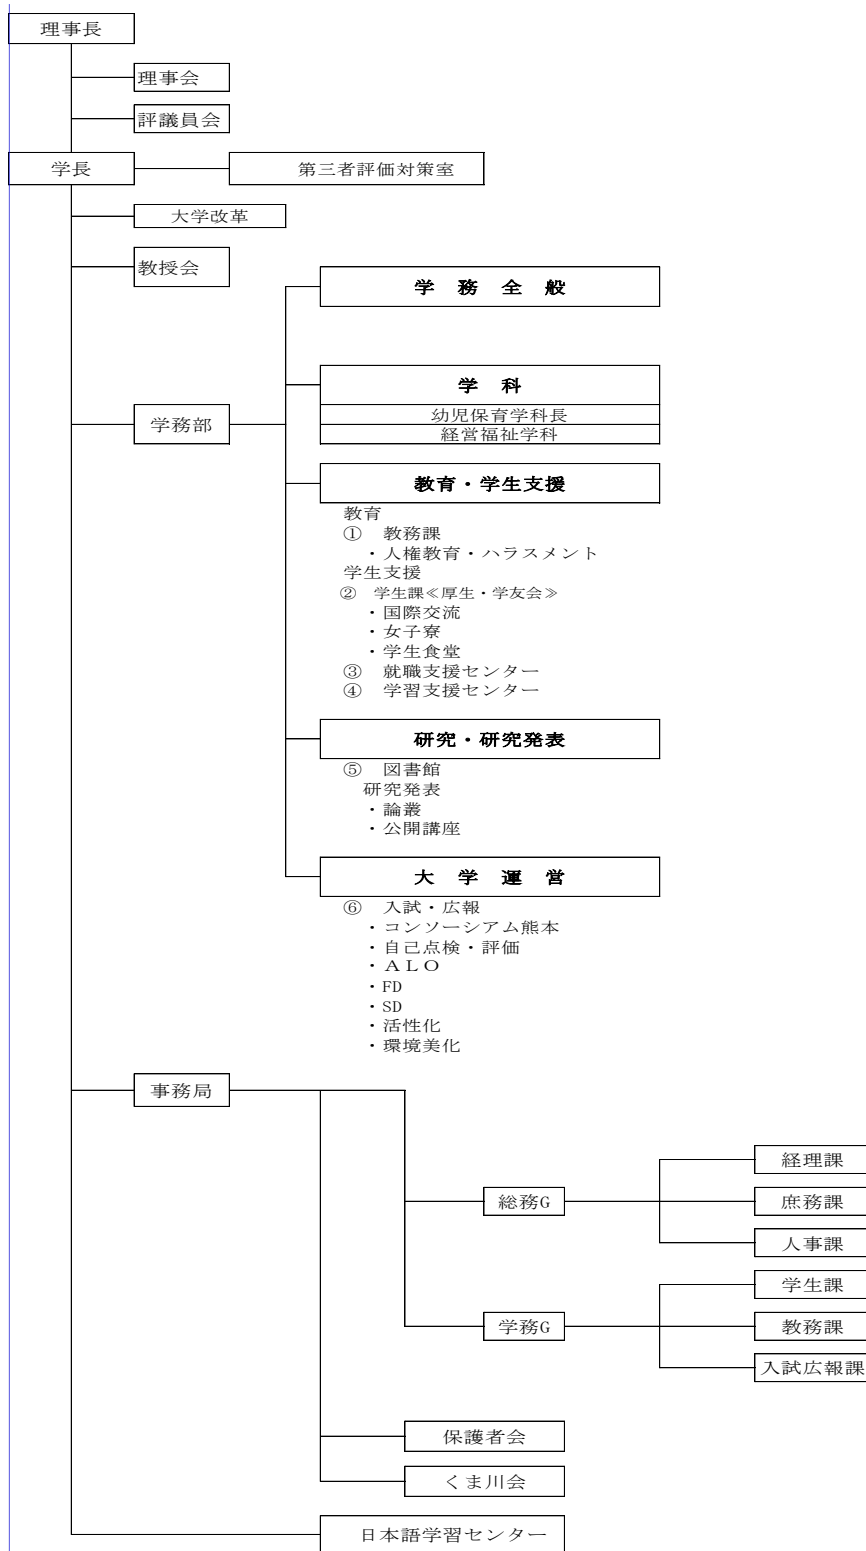 理事長
理事会
評議員会
学長
第三者評価対策室
大学改革
教授会
学 務 全 般
学 科
幼児保育学科長
経営福祉学科
学務部
教育・学生支援
教育
① 教務課
・人権教育・ハラスメント
学生支援
② 学生課≪厚生・学友会≫
・国際交流
・女子寮
・学生食堂
③ 就職支援センター
④ 学習支援センター
研究・研究発表
⑤ 図書館
研究発表
・論叢
・公開講座
大 学 運 営
⑥ 入試・広報
・コンソーシアム熊本
・自己点検・評価
・ＡＬＯ
・FD
・SD
・活性化
・環境美化
事務局
経理課
総務G
庶務課
人事課
学生課
学務G
教務課
入試広報課
保護者会
くま川会
日本語学習センター